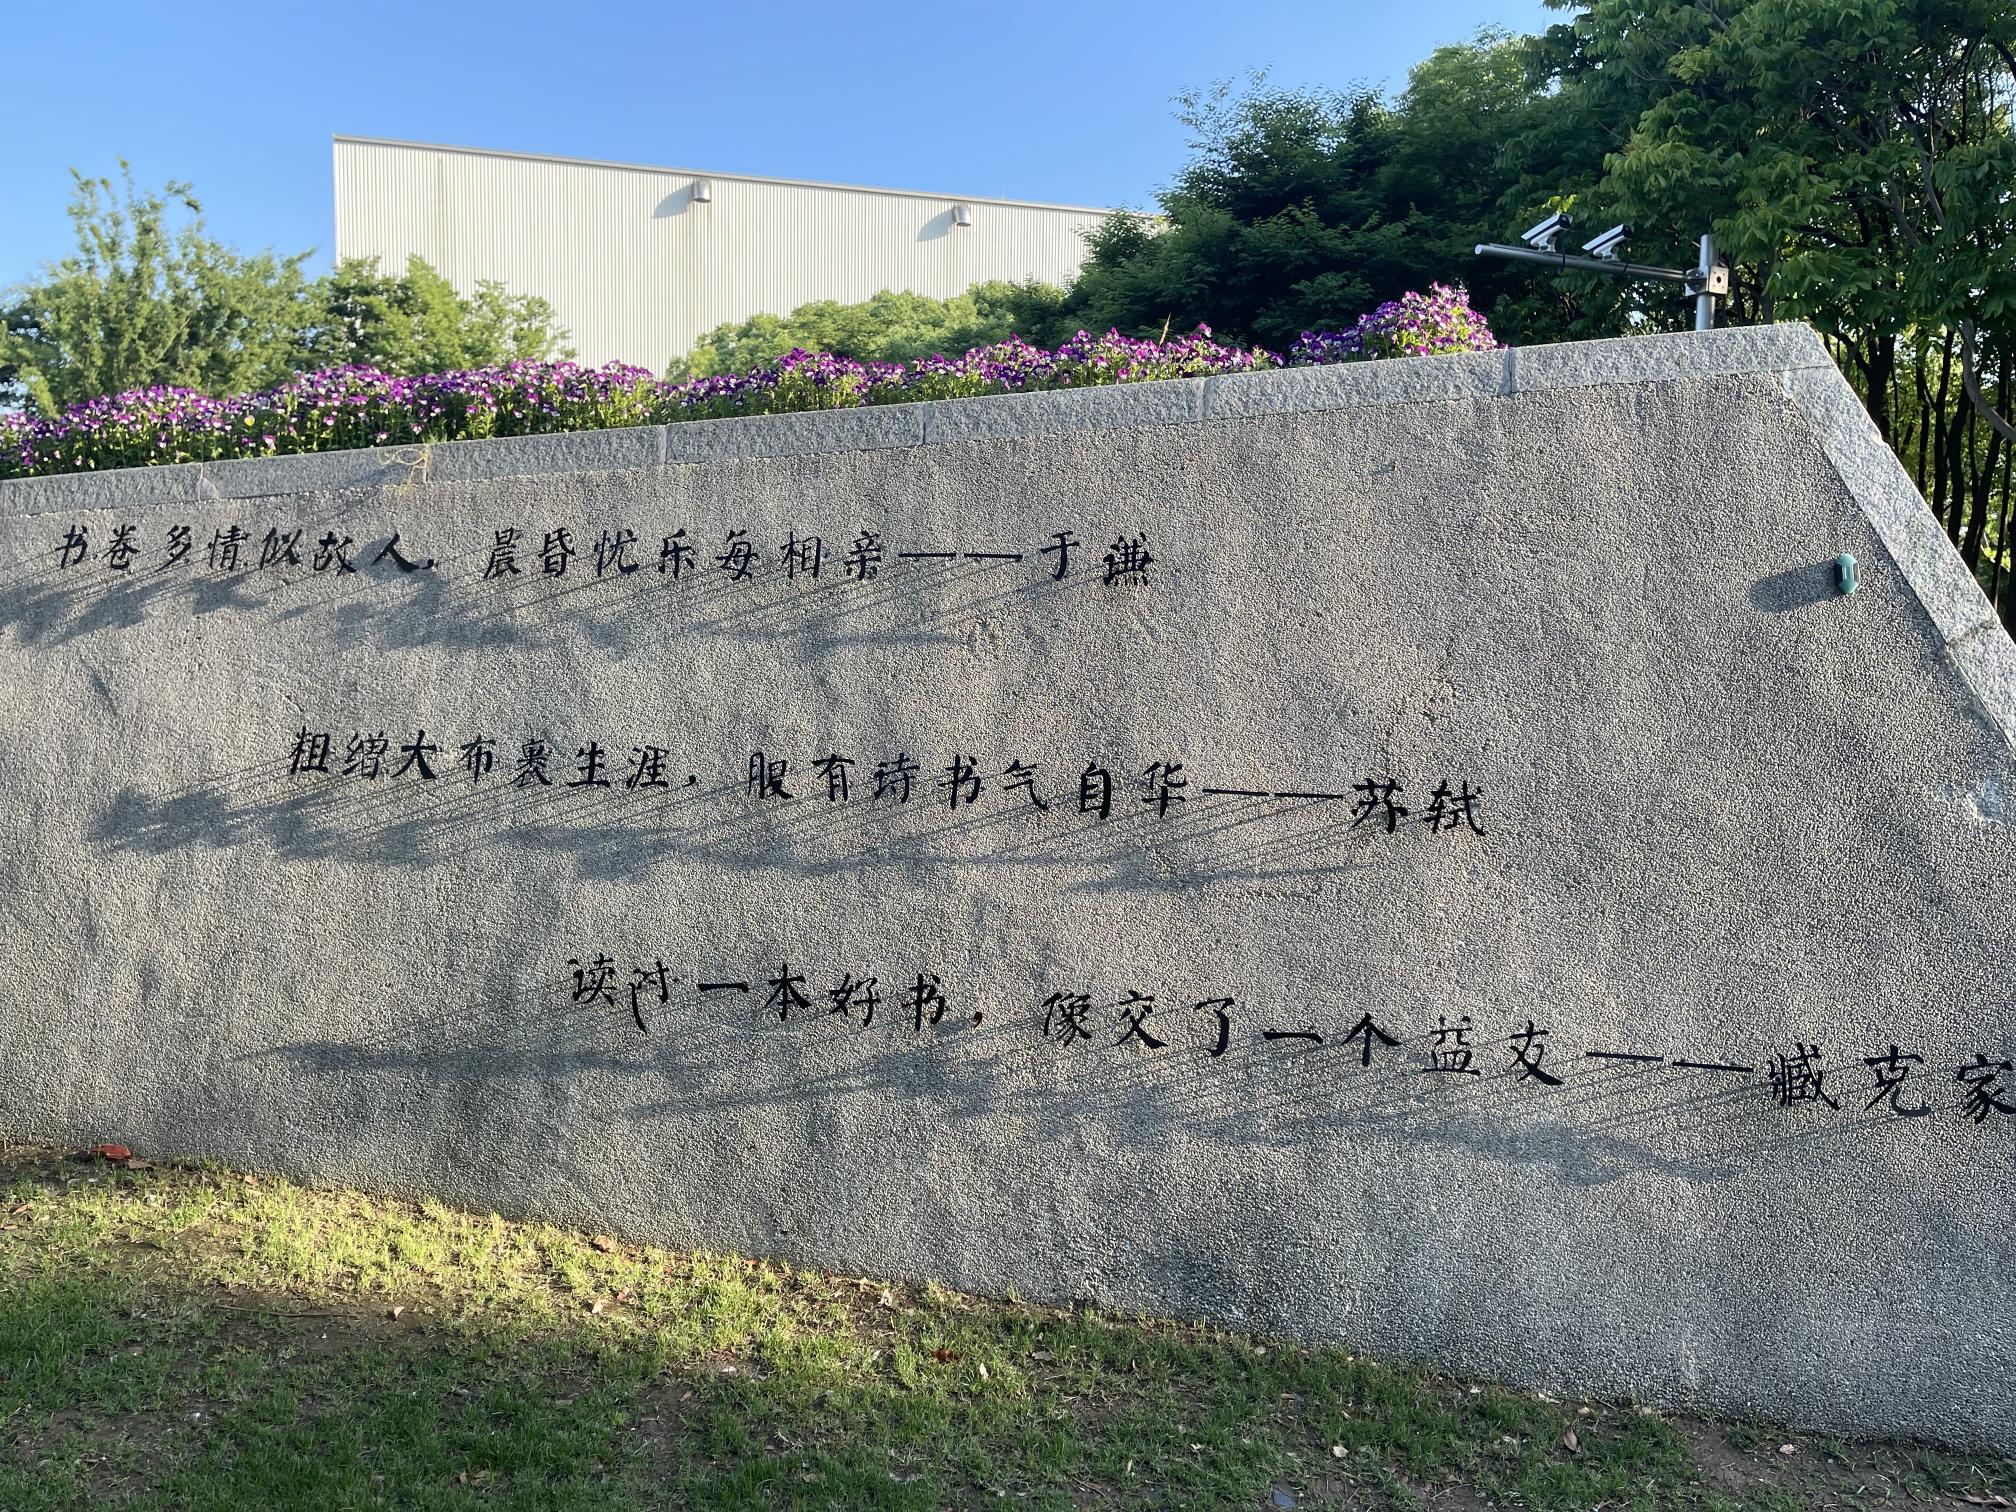 书卷多情似故人，晨昏忧乐每相亲——于谦
粗缯大布裹生涯，腹有诗书气自华——苏轼
读过一本好书，像交了一个益友——臧克家